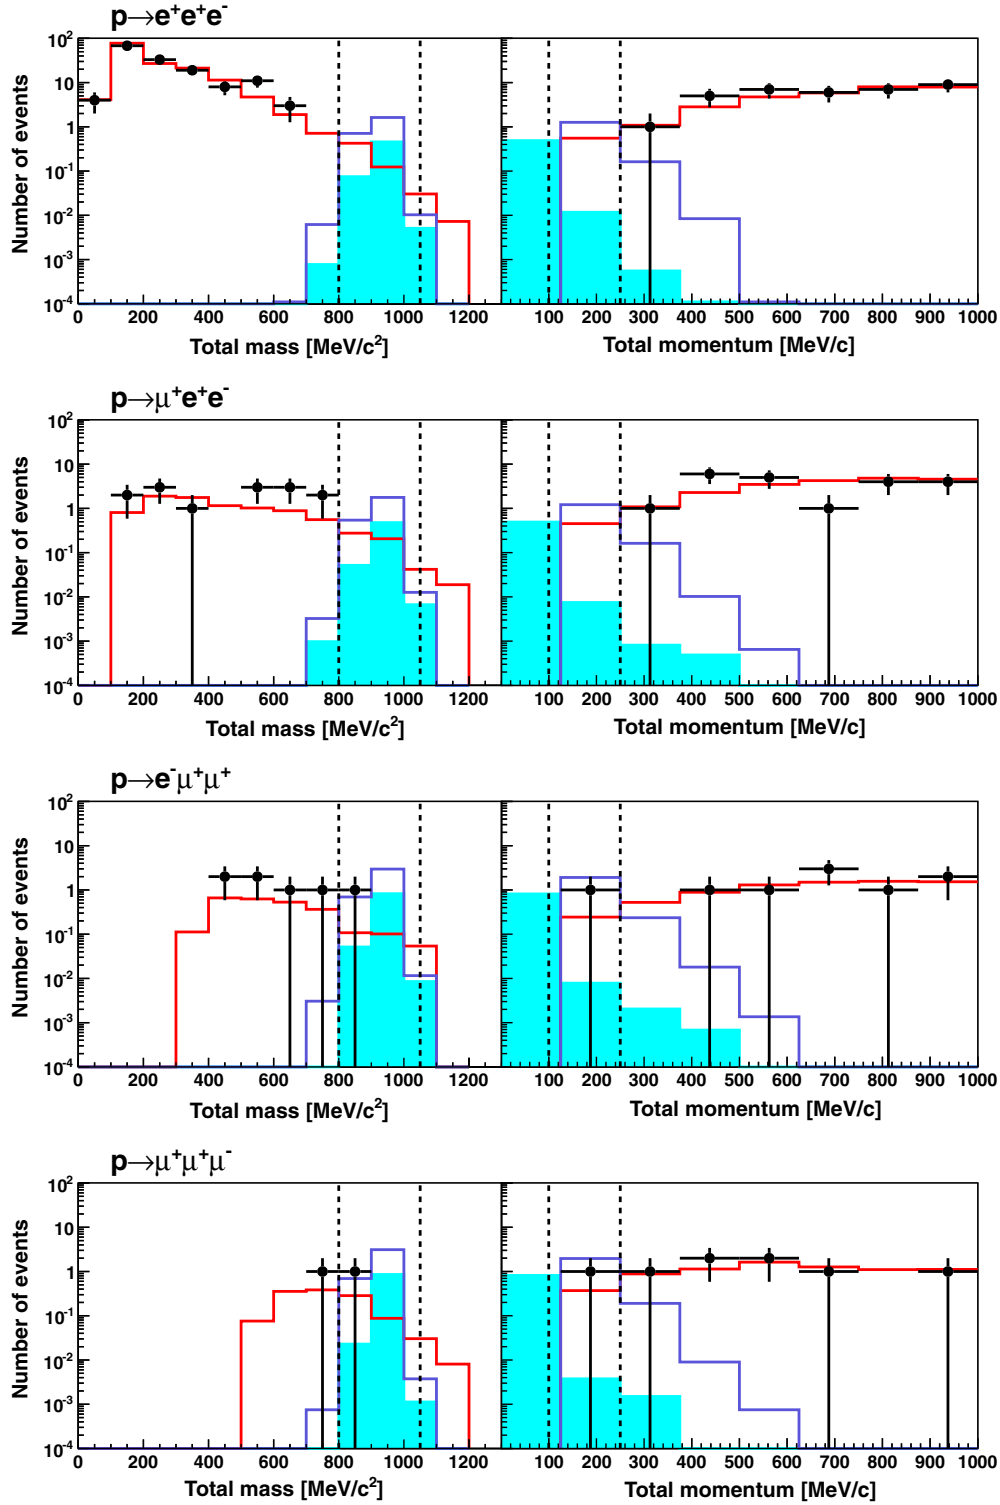 p→e⁺e⁺e⁻
Number of events
10² 10 1 10⁻¹ 10⁻² 10⁻³ 10⁻⁴
0 200 400 600 800 1000 1200
Total mass [MeV/c²]
100 200 300 400 500 600 700 800 900 1000
Total momentum [MeV/c]
p→μ⁺e⁺e⁻
Number of events
10² 10 1 10⁻¹ 10⁻² 10⁻³ 10⁻⁴
0 200 400 600 800 1000 1200
Total mass [MeV/c²]
100 200 300 400 500 600 700 800 900 1000
Total momentum [MeV/c]
p→e⁻μ⁺μ⁺
Number of events
10² 10 1 10⁻¹ 10⁻² 10⁻³ 10⁻⁴
0 200 400 600 800 1000 1200
Total mass [MeV/c²]
100 200 300 400 500 600 700 800 900 1000
Total momentum [MeV/c]
p→μ⁺μ⁺μ⁻
Number of events
10² 10 1 10⁻¹ 10⁻² 10⁻³ 10⁻⁴
0 200 400 600 800 1000 1200
Total mass [MeV/c²]
100 200 300 400 500 600 700 800 900 1000
Total momentum [MeV/c]